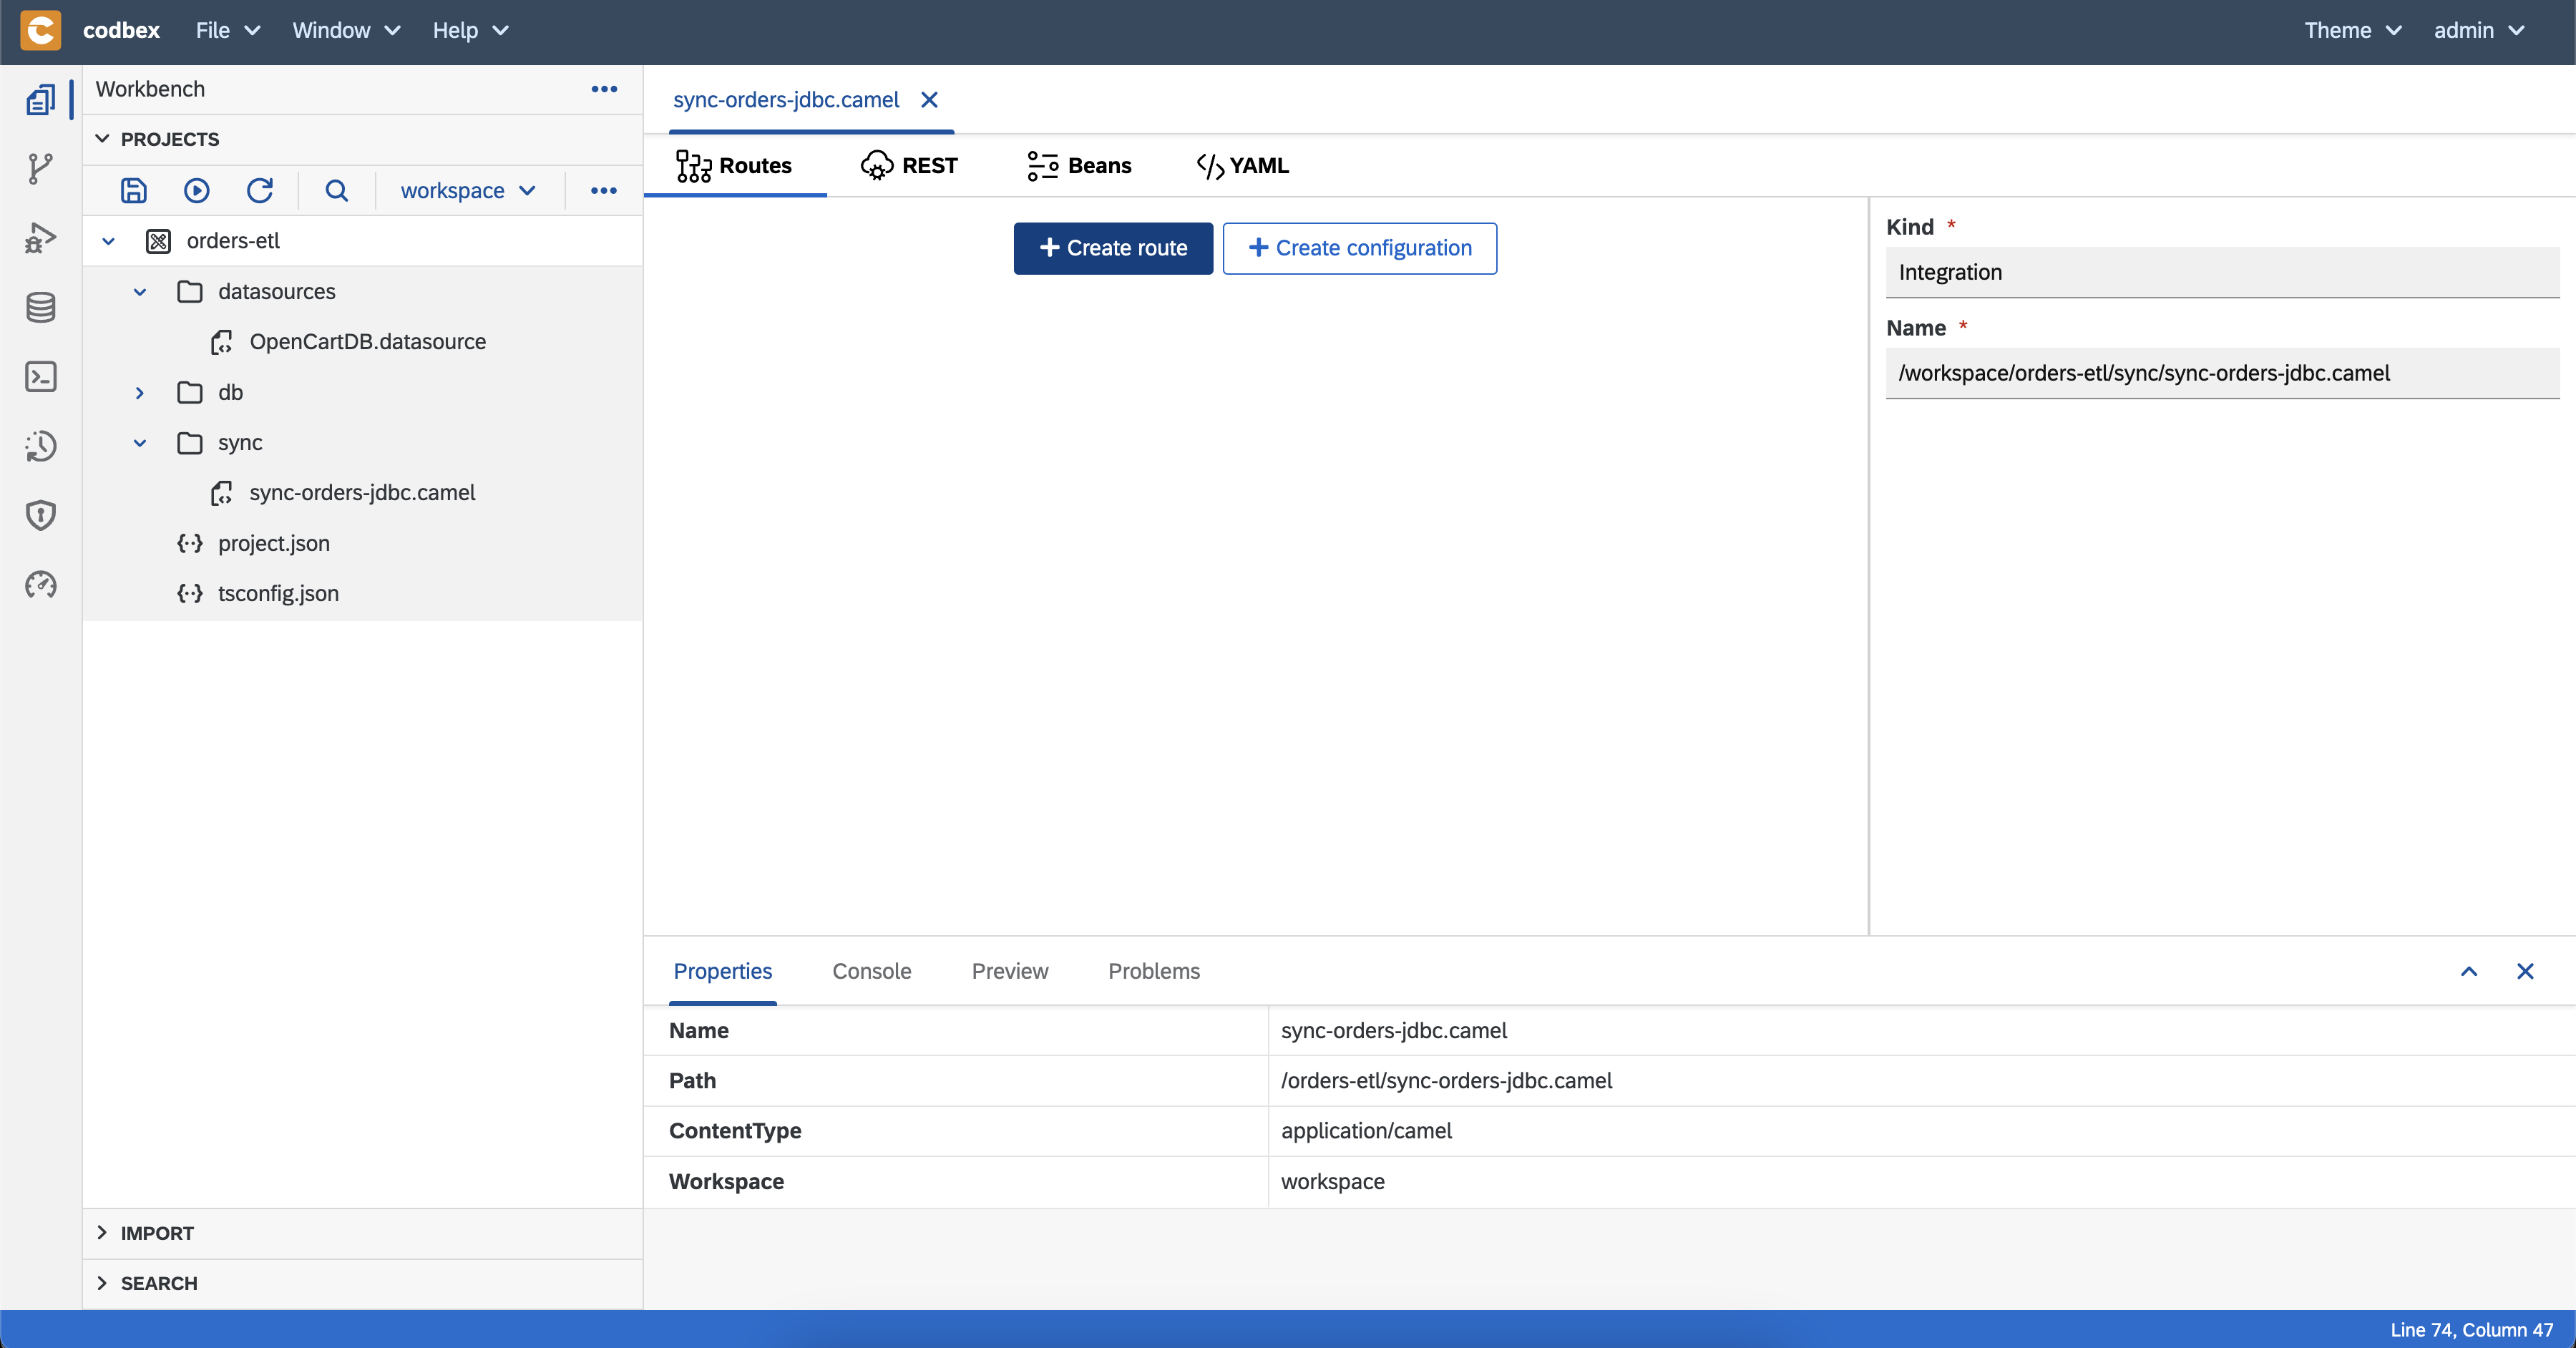 codbex File Window Help Theme admin
Workbench
PROJECTS
workspace
orders-etl
datasources
OpenCartDB.datasource
db
sync
sync-orders-jdbc.camel
project.json
tsconfig.json
IMPORT
SEARCH
sync-orders-jdbc.camel
Routes REST Beans YAML
Create route Create configuration
Kind *
Integration
Name *
/workspace/orders-etl/sync/sync-orders-jdbc.camel
Properties Console Preview Problems
Name sync-orders-jdbc.camel
Path /orders-etl/sync-orders-jdbc.camel
ContentType application/camel
Workspace workspace
Line 74, Column 47